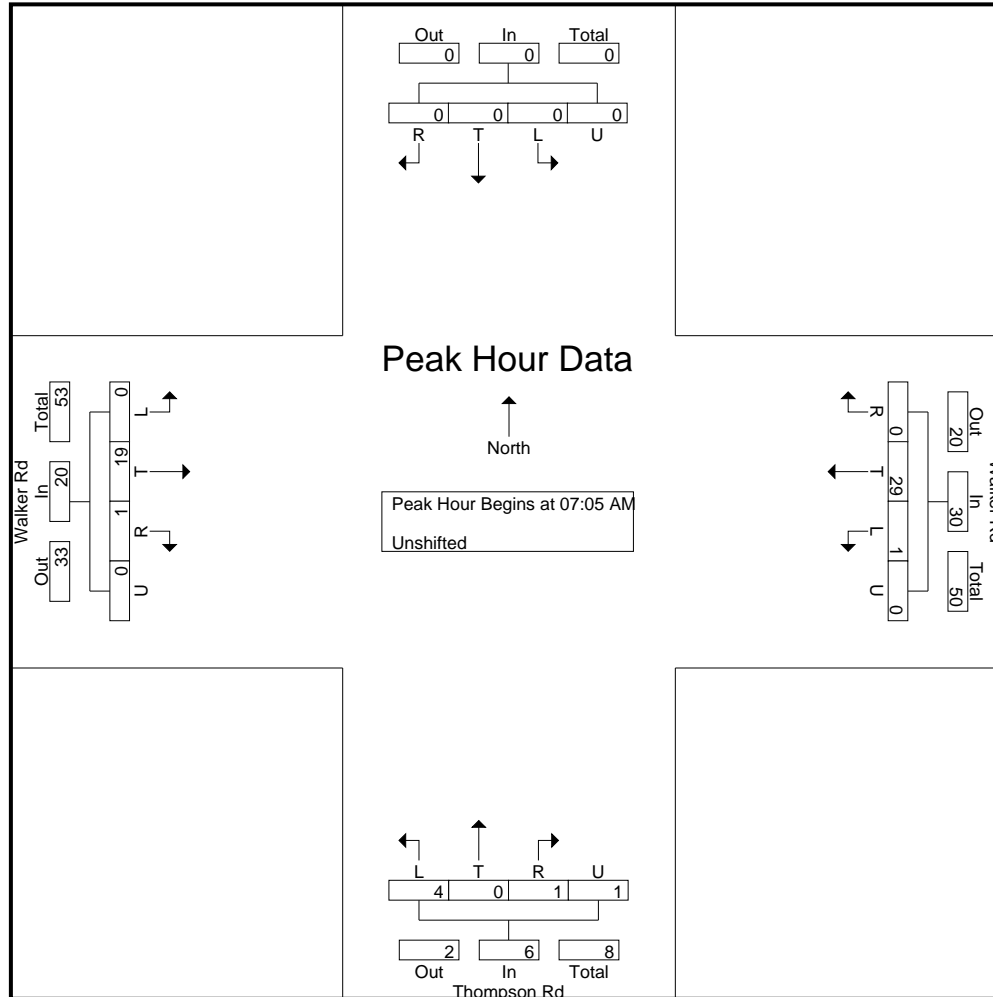 Out In Total
0 0 0
0 0 0 0
R T L U
Peak Hour Data
North
Peak Hour Begins at 07:05 AM
Unshifted
Walker Rd
Total In Out
53 20 33
0 19 1 0
L T R U
R T L U
0 29 1 0
Out In Total
20 30 50
Walker Rd
L T R U
4 0 1 1
2 6 8
Out In Total
Thompson Rd